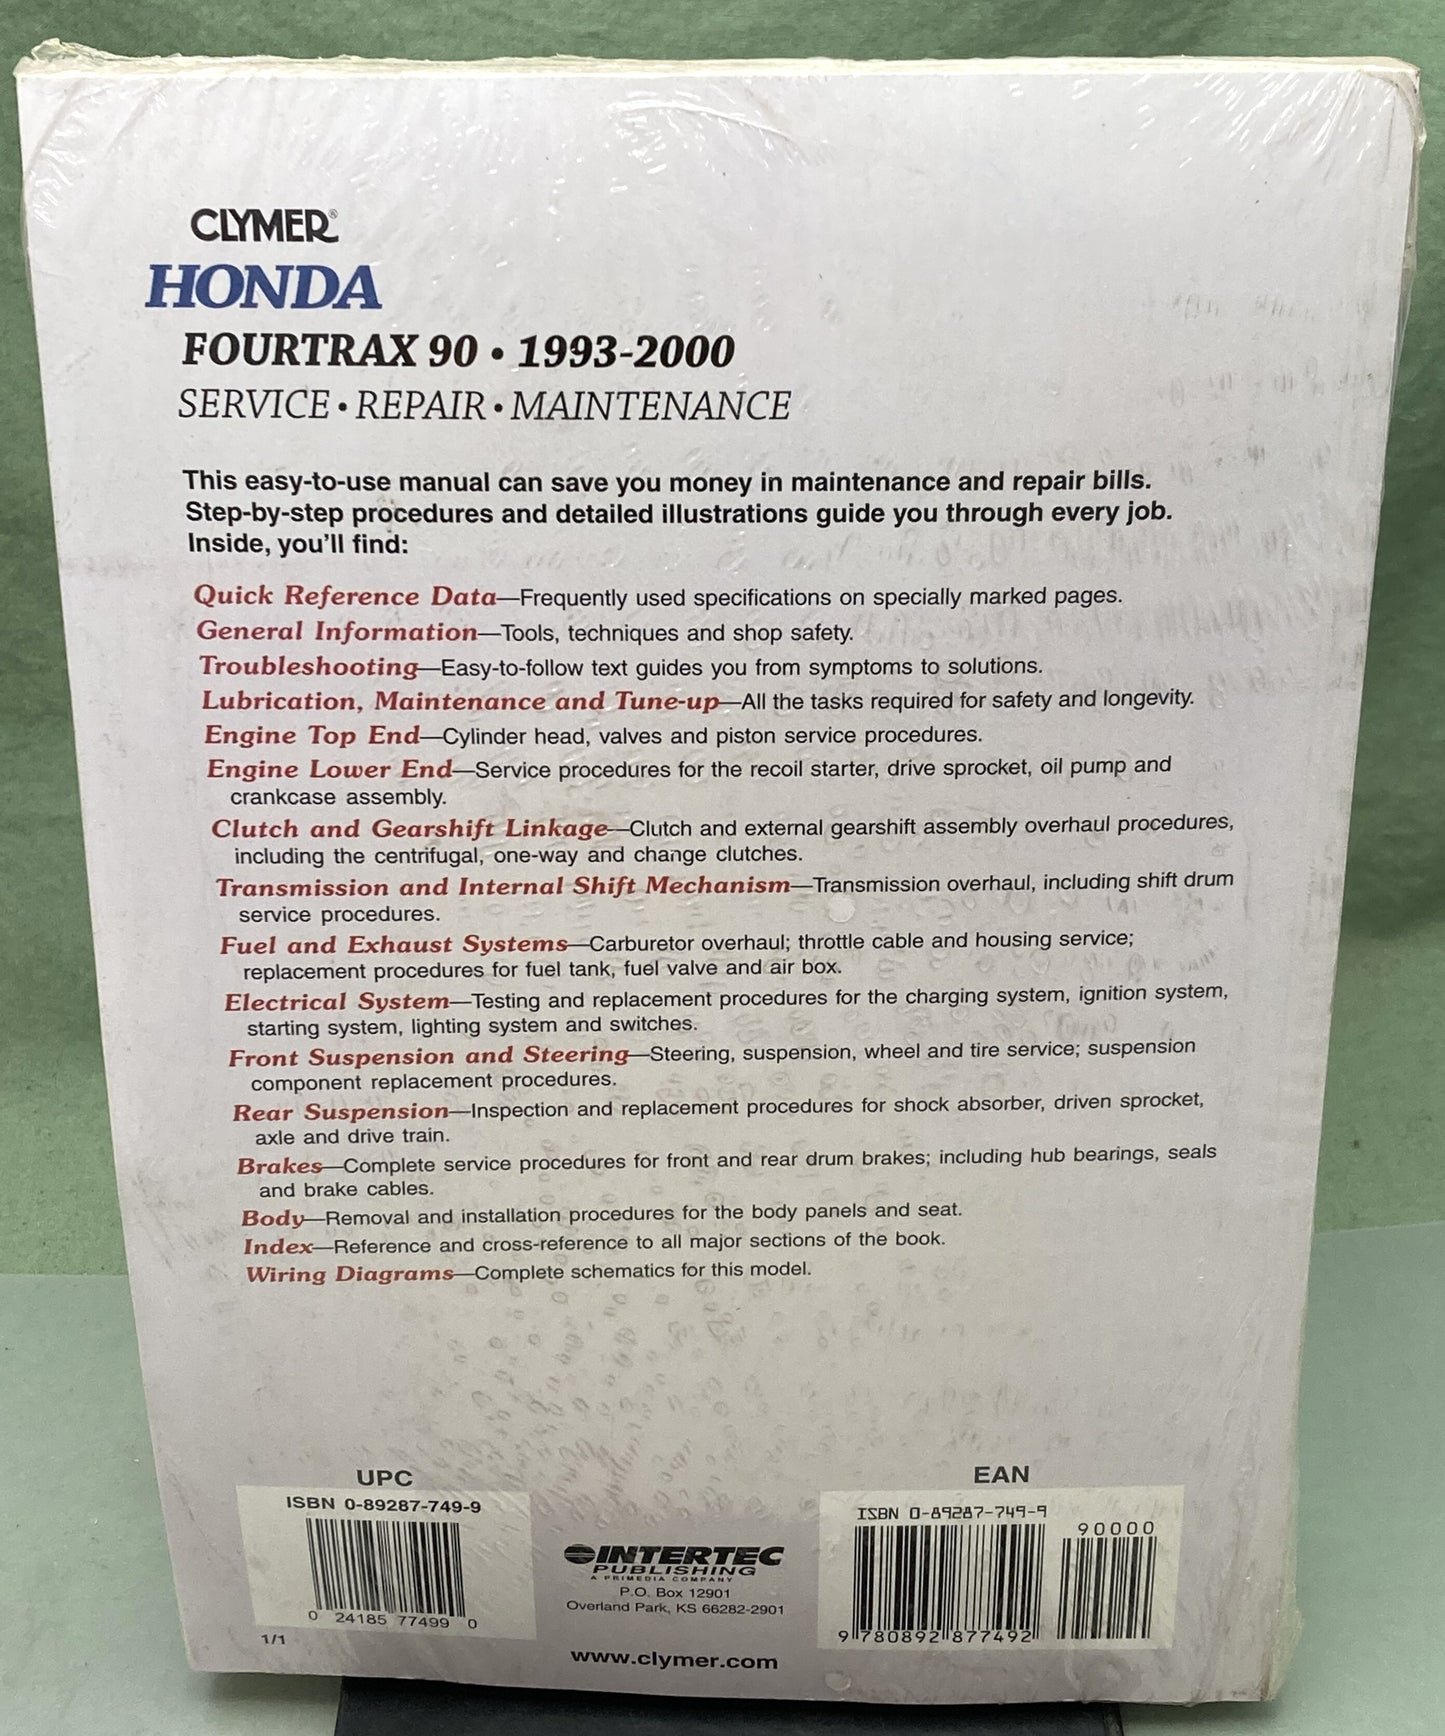 CLYMER®
HONDA
FOURTRAX 90 • 1993-2000
SERVICE • REPAIR • MAINTENANCE
This easy-to-use manual can save you money in maintenance and repair bills.
Step-by-step procedures and detailed illustrations guide you through every job.
Inside, you'll find:
Quick Reference Data—Frequently used specifications on specially marked pages.
General Information—Tools, techniques and shop safety.
Troubleshooting—Easy-to-follow text guides you from symptoms to solutions.
Lubrication, Maintenance and Tune-up—All the tasks required for safety and longevity.
Engine Top End—Cylinder head, valves and piston service procedures.
Engine Lower End—Service procedures for the recoil starter, drive sprocket, oil pump and
crankcase assembly.
Clutch and Gearshift Linkage—Clutch and external gearshift assembly overhaul procedures,
including the centrifugal, one-way and change clutches.
Transmission and Internal Shift Mechanism—Transmission overhaul, including shift drum
service procedures.
Fuel and Exhaust Systems—Carburetor overhaul; throttle cable and housing service;
replacement procedures for fuel tank, fuel valve and air box.
Electrical System—Testing and replacement procedures for the charging system, ignition system,
starting system, lighting system and switches.
Front Suspension and Steering—Steering, suspension, wheel and tire service; suspension
component replacement procedures.
Rear Suspension—Inspection and replacement procedures for shock absorber, driven sprocket,
axle and drive train.
Brakes—Complete service procedures for front and rear drum brakes; including hub bearings, seals
and brake cables.
Body—Removal and installation procedures for the body panels and seat.
Index—Reference and cross-reference to all major sections of the book.
Wiring Diagrams—Complete schematics for this model.
UPC
ISBN 0-89287-749-9
0 24185 77499 0
1/1
INTERTEC
PUBLISHING
A PRIMEDIA COMPANY
P.O. Box 12901
Overland Park, KS 66282-2901
www.clymer.com
EAN
ISBN 0-89287-749-9
90000
9 780892 877492